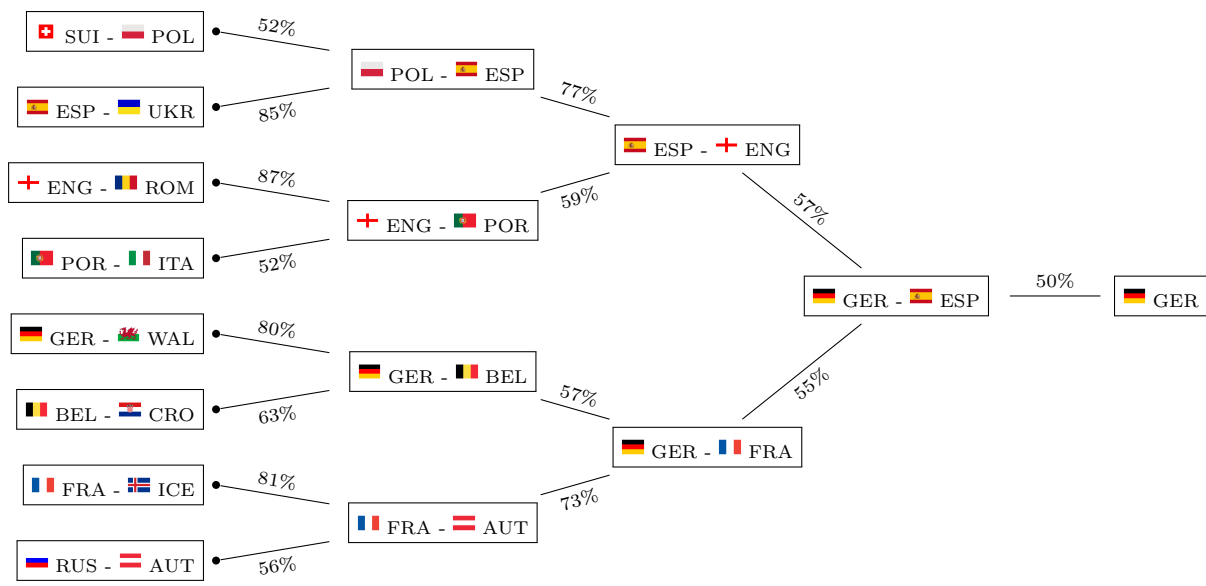 SUI - POL
52%
ESP - UKR
85%
POL - ESP
77%
ENG - ROM
87%
POR - ITA
52%
ENG - POR
59%
ESP - ENG
57%
GER - WAL
80%
BEL - CRO
63%
GER - BEL
57%
FRA - ICE
81%
RUS - AUT
56%
FRA - AUT
73%
GER - FRA
55%
GER - ESP
50%
GER